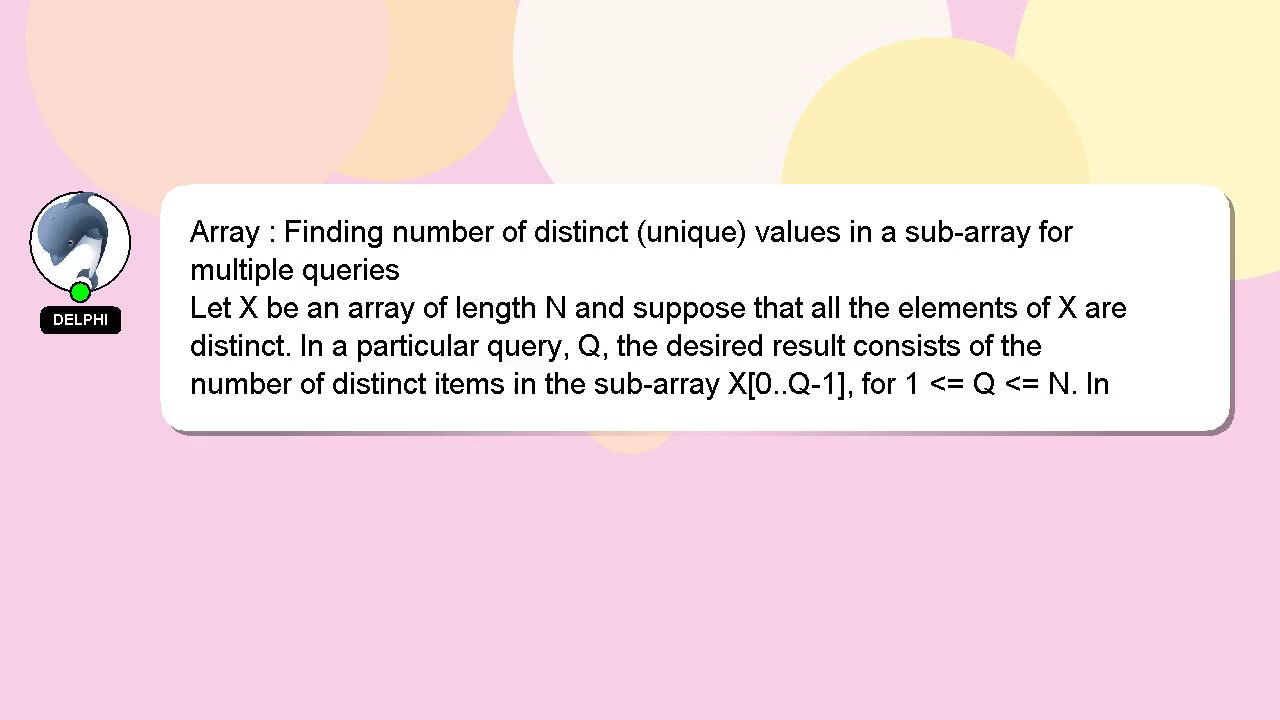 Array : Finding number of distinct (unique) values in a sub-array for
multiple queries
Let X be an array of length N and suppose that all the elements of X are
distinct. In a particular query, Q, the desired result consists of the
number of distinct items in the sub-array X[0..Q-1], for 1 <= Q <= N. In
DELPHI